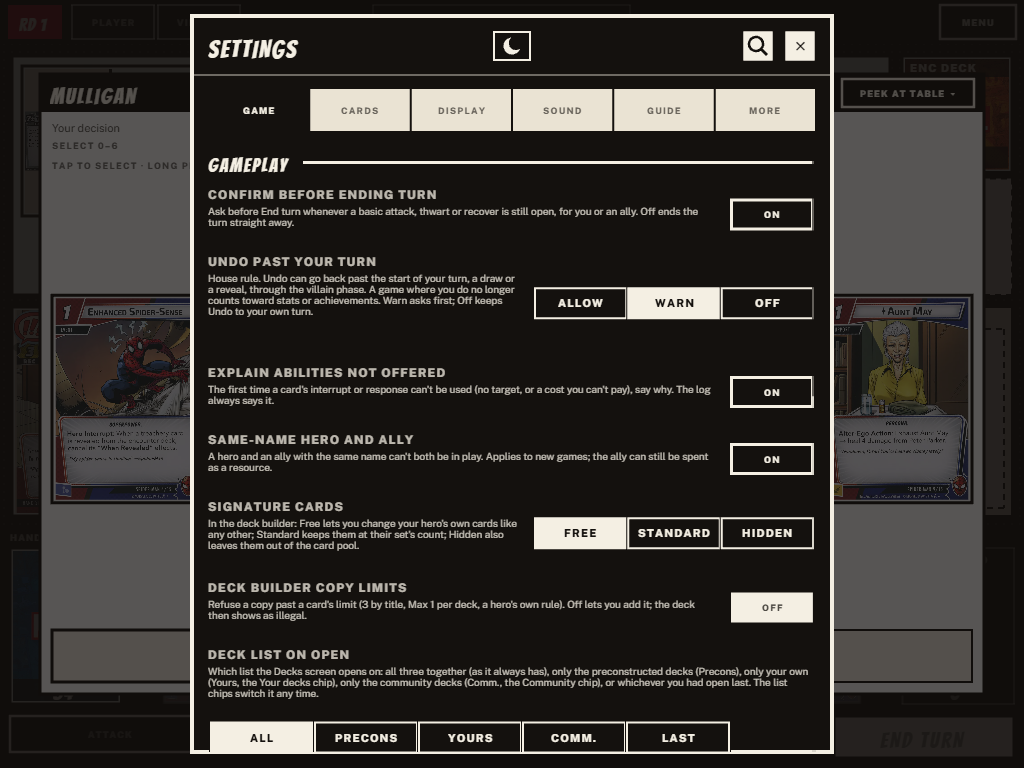 RD 1
PLAYER
MENU
SETTINGS
×
ENC DECK
MULLIGAN
PEEK AT TABLE
Your decision
SELECT 0–6
TAP TO SELECT · LONG P
GAME
CARDS
DISPLAY
SOUND
GUIDE
MORE
GAMEPLAY
CONFIRM BEFORE ENDING TURN
Ask before End turn whenever a basic attack, thwart or recover is still open, for you or an ally. Off ends the
turn straight away.
ON
UNDO PAST YOUR TURN
House rule. Undo can go back past the start of your turn, a draw or
a reveal, through the villain phase. A game where you do no longer
counts toward stats or achievements. Warn asks first; Off keeps
Undo to your own turn.
ALLOW
WARN
OFF
1
ENHANCED SPIDER-SENSE
1
AUNT MAY
EXPLAIN ABILITIES NOT OFFERED
The first time a card's interrupt or response can't be used (no target, or a cost you can't pay), say why. The log
always says it.
ON
SAME-NAME HERO AND ALLY
A hero and an ally with the same name can't both be in play. Applies to new games; the ally can still be spent
as a resource.
ON
SIGNATURE CARDS
In the deck builder: Free lets you change your hero's own cards like
any other; Standard keeps them at their set's count; Hidden also
leaves them out of the card pool.
FREE
STANDARD
HIDDEN
DECK BUILDER COPY LIMITS
Refuse a copy past a card's limit (3 by title, Max 1 per deck, a hero's own rule). Off lets you add it; the deck
then shows as illegal.
OFF
DECK LIST ON OPEN
Which list the Decks screen opens on: all three together (as it always has), only the preconstructed decks (Precons), only your own
(Yours, the Your decks chip), only the community decks (Comm., the Community chip), or whichever you had open last. The list
chips switch it any time.
ALL
PRECONS
YOURS
COMM.
LAST
ATTACK
END TURN